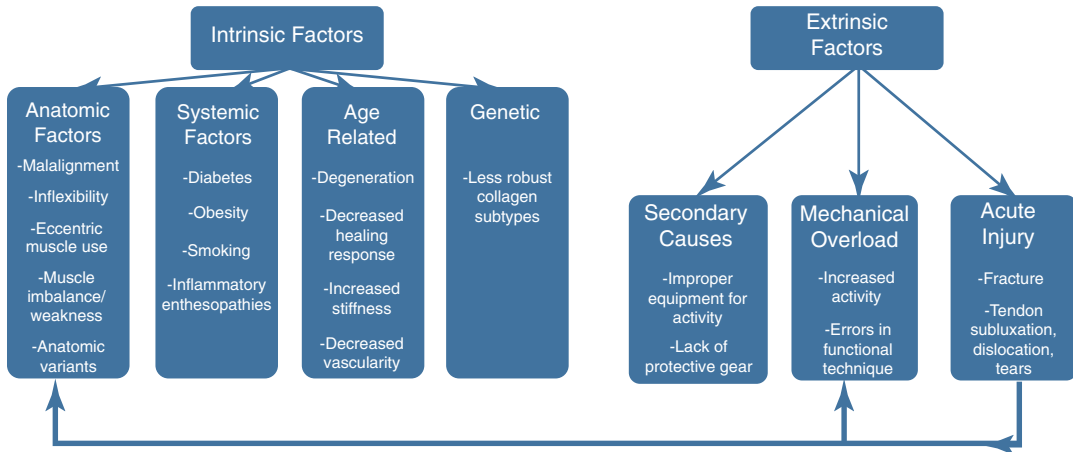 Intrinsic Factors
Anatomic
Factors
-Malalignment
-Inflexibility
-Eccentric
muscle use
-Muscle
imbalance/
weakness
-Anatomic
variants
Systemic
Factors
-Diabetes
-Obesity
-Smoking
-Inflammatory
enthesopathies
Age
Related
-Degeneration
-Decreased
healing
response
-Increased
stiffness
-Decreased
vascularity
Genetic
-Less robust
collagen
subtypes
Extrinsic
Factors
Secondary
Causes
-Improper
equipment for
activity
-Lack of
protective gear
Mechanical
Overload
-Increased
activity
-Errors in
functional
technique
Acute
Injury
-Fracture
-Tendon
subluxation,
dislocation,
tears